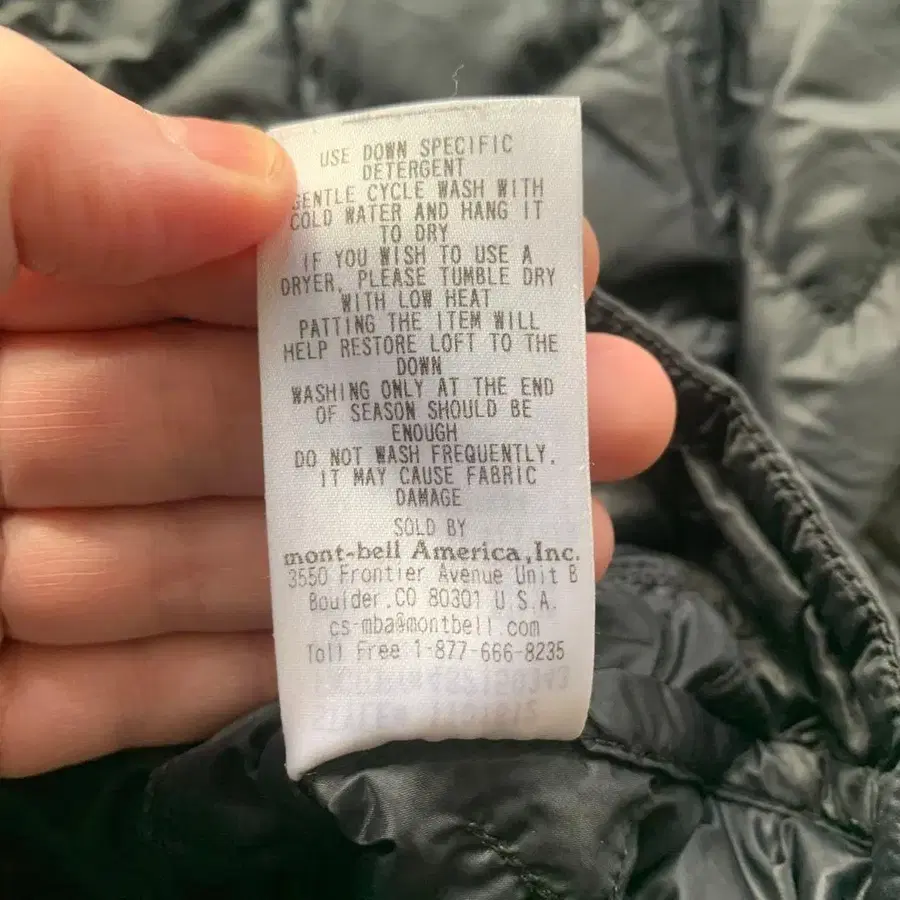 USE DOWN SPECIFIC
DETERGENT
GENTLE CYCLE WASH WITH
COLD WATER AND HANG IT
TO DRY
IF YOU WISH TO USE A
DRYER, PLEASE TUMBLE DRY
WITH LOW HEAT
PATTING THE ITEM WILL
HELP RESTORE LOFT TO THE
DOWN
WASHING ONLY AT THE END
OF SEASON SHOULD BE
ENOUGH
DO NOT WASH FREQUENTLY.
IT MAY CAUSE FABRIC
DAMAGE
SOLD BY
mont-bell America,Inc.
3550 Frontier Avenue Unit B
Boulder,CO 80301 U.S.A.
cs-mba@montbell.com
Toll Free 1-877-666-8235